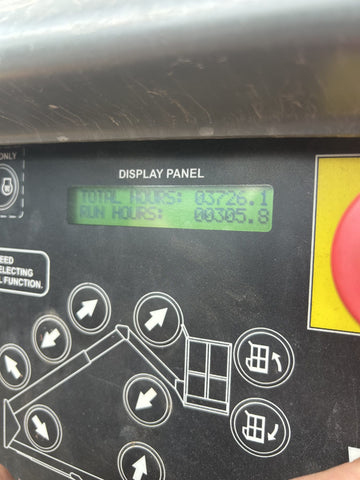 ONLY
DISPLAY PANEL
TOTAL HOURS: 03726.1
RUN HOURS: 00305.8
EED
ELECTING
L FUNCTION.